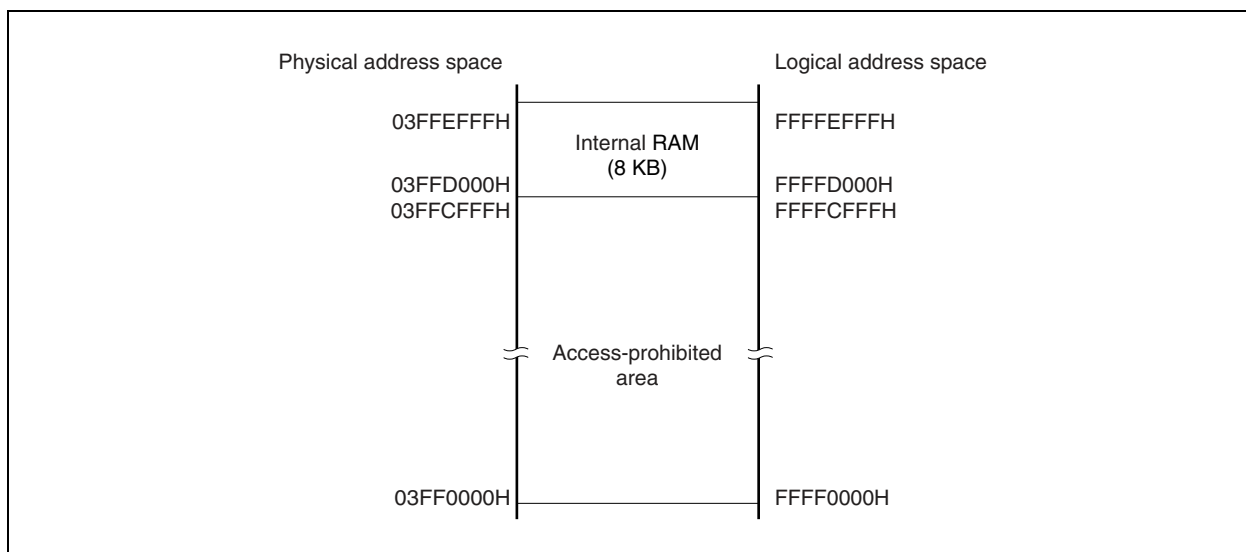 Physical address space
Logical address space
03FFEFFFH
FFFFEFFFH
Internal RAM
(8 KB)
03FFD000H
FFFFD000H
03FFCFFFH
FFFFCFFFH
Access-prohibited
area
03FF0000H
FFFF0000H